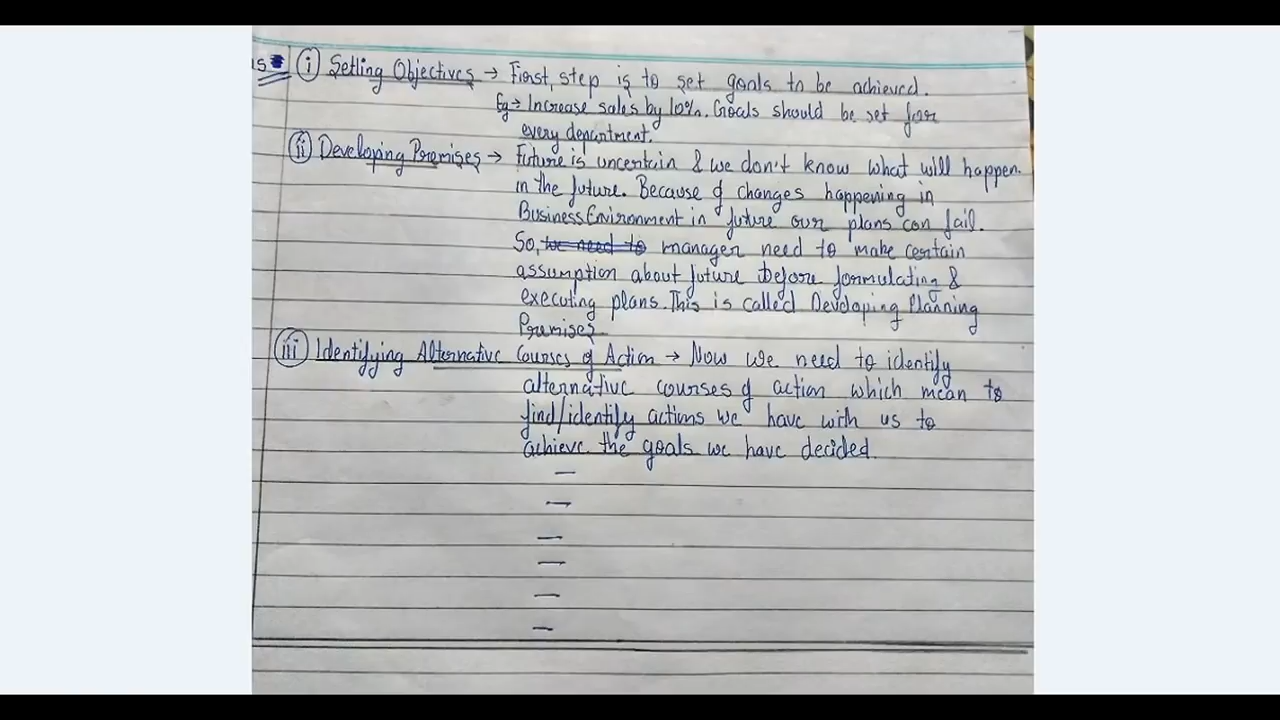 15 (i) Setting Objectives → First, step is to set goals to be achieved.
Eg → Increase sales by 10%. Goals should be set for
every department.
(ii) Developing Premises → Future is uncertain & we don't know what will happen.
in the future. Because of changes happening in
Business Environment in future our plans can fail.
So, we need to manager need to make certain
assumption about future before formulating &
executing plans. This is called Developing Planning
Premises
(iii) Identifying Alternative Courses of Action → Now we need to identify
alternative courses of action which mean to
find/identify actions we have with us to
achieve the goals we have decided.
—
—
—
—
—
—